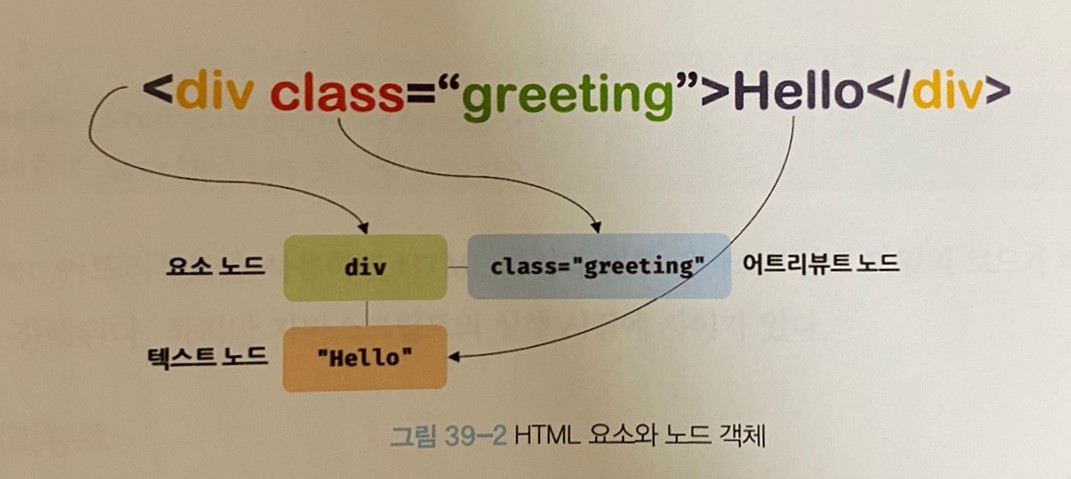 <div class=“greeting”>Hello</div>
요소 노드 div class="greeting" 어트리뷰트 노드
텍스트 노드 "Hello"
그림 39-2 HTML 요소와 노드 객체